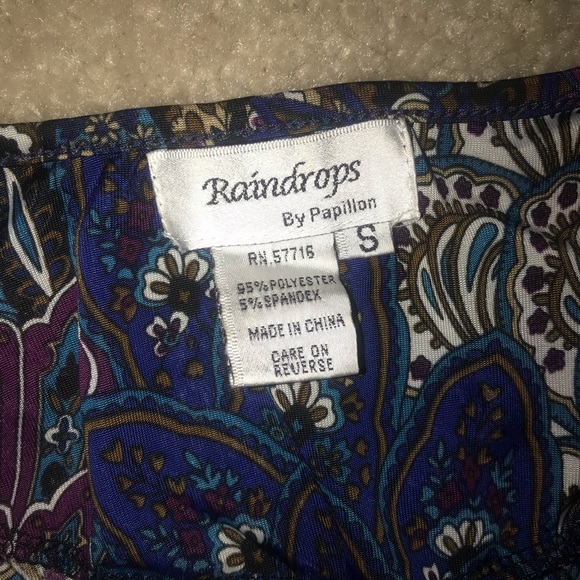 Raindrops
By Papillon
S
RN.57716
95%POLYESTER
5%SPANDEX
MADE IN CHINA
CARE ON
REVERSE